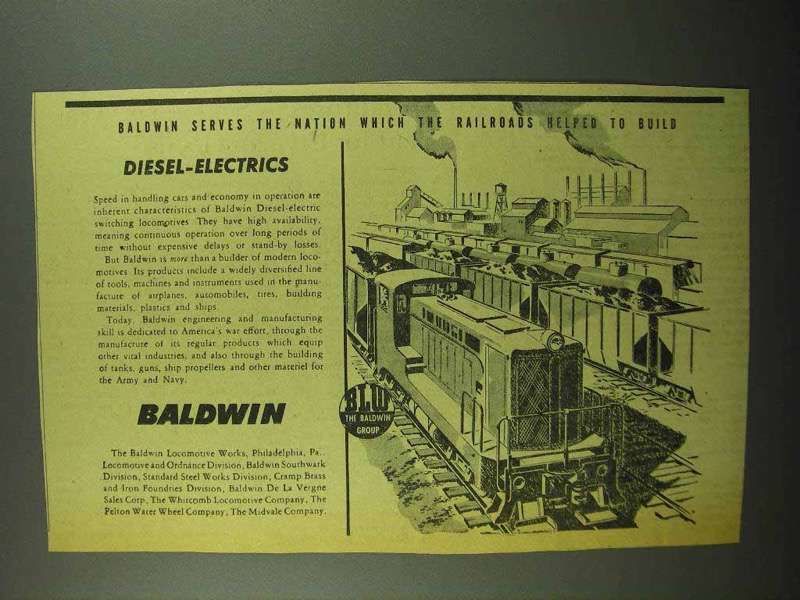 BALDWIN SERVES THE NATION WHICH THE RAILROADS HELPED TO BUILD
DIESEL-ELECTRICS
Speed in handling cars and economy in operation are
inherent characteristics of Baldwin Diesel-electric
switching locomotives. They have high availability,
meaning continuous operation over long periods of
time without expensive delays or stand-by losses.
But Baldwin is more than a builder of modern loco-
motives. Its products include a widely diversified line
of tools, machines and instruments used in the manu-
facture of airplanes, automobiles, tires, building
materials, plastics and ships.
Today, Baldwin engineering and manufacturing
skill is dedicated to America's war effort, through the
manufacture of its regular products which equip
other vital industries, and also through the building
of tanks, guns, ship propellers and other materiel for
the Army and Navy.
BALDWIN
The Baldwin Locomotive Works, Philadelphia, Pa.,
Locomotive and Ordnance Division, Baldwin Southwark
Division, Standard Steel Works Division, Cramp Brass
and Iron Foundries Division, Baldwin De La Vergne
Sales Corp, The Whitcomb Locomotive Company, The
Pelton Water Wheel Company, The Midvale Company.
BLW
THE BALDWIN
GROUP